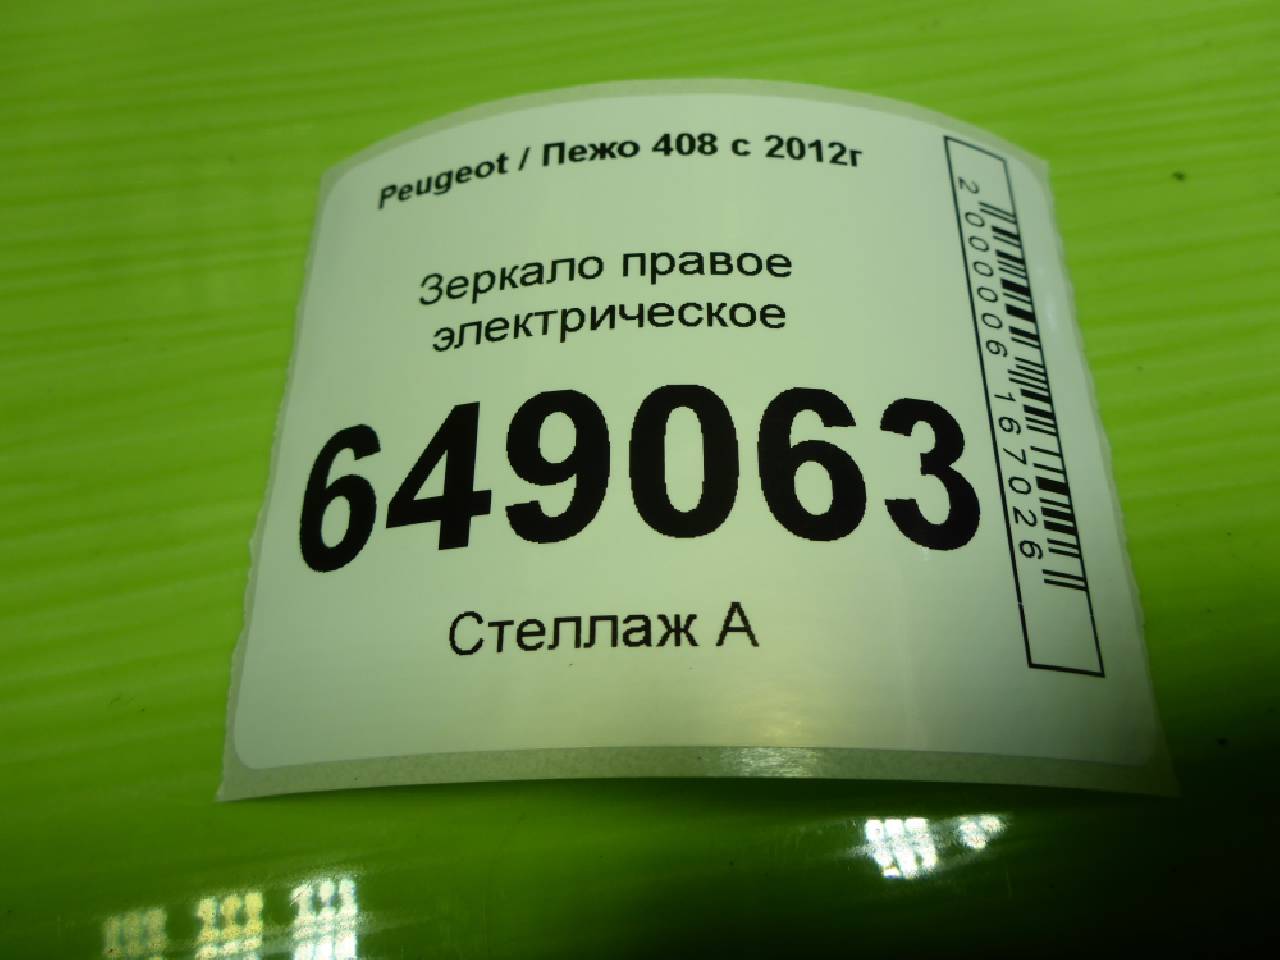 Peugeot / Пежо 408 с 2012г
Зеркало правое
электрическое
649063
Стеллаж А
2000006167026